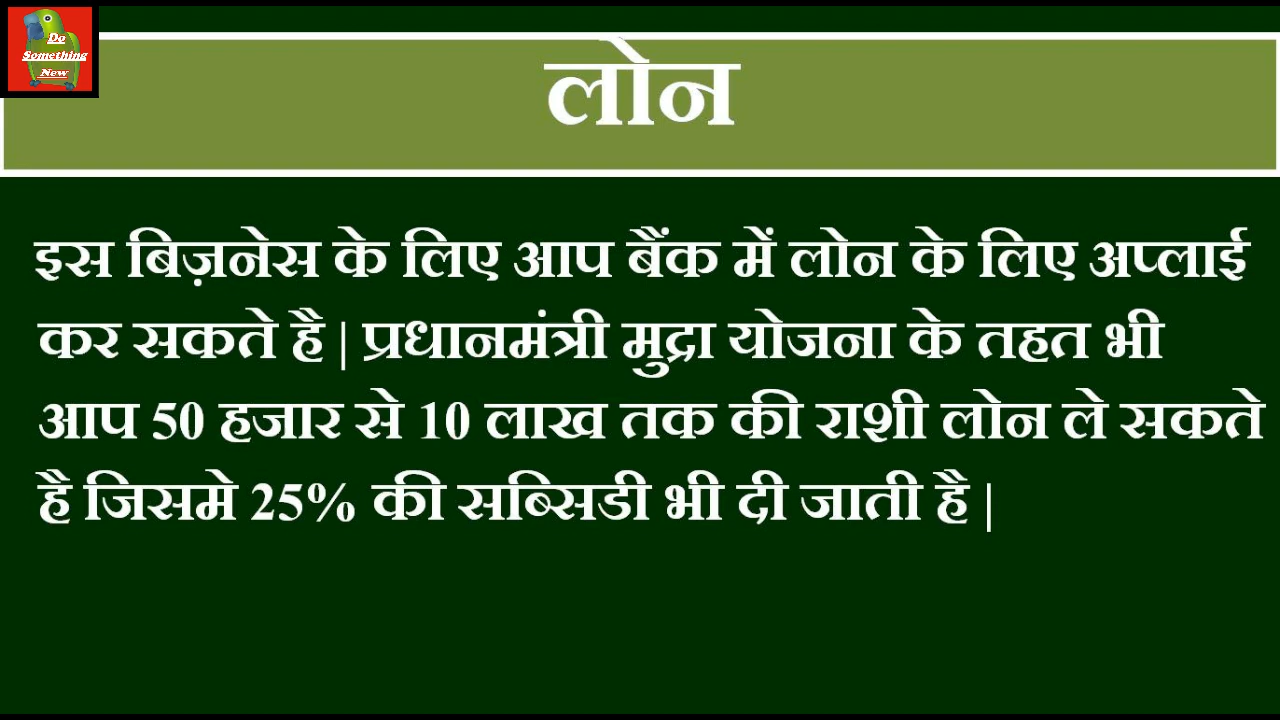 Do
Something
New
लोन
इस बिज़नेस के लिए आप बैंक में लोन के लिए अप्लाई
कर सकते है | प्रधानमंत्री मुद्रा योजना के तहत भी
आप 50 हजार से 10 लाख तक की राशी लोन ले सकते
है जिसमे 25% की सब्सिडी भी दी जाती है |